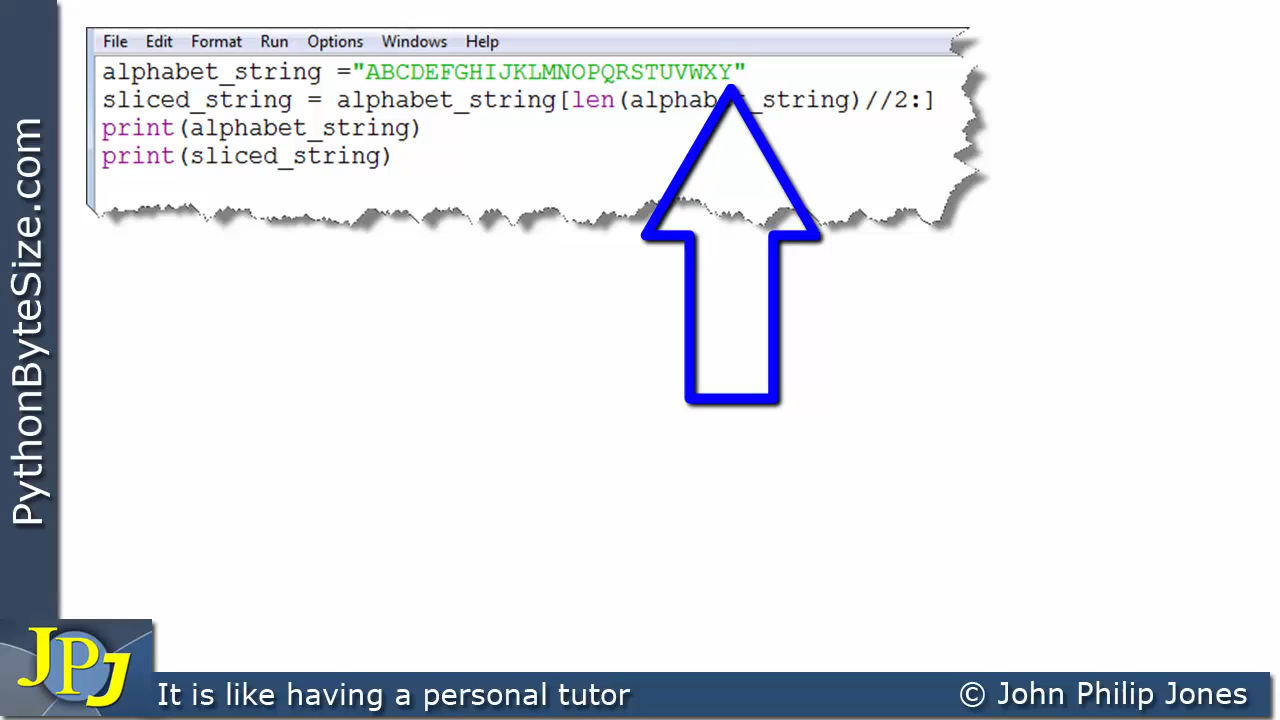 File Edit Format Run Options Windows Help
alphabet_string ="ABCDEFGHIJKLMNOPQRSTUVWXY"
sliced_string = alphabet_string[len(alphabet_string)//2:]
print(alphabet_string)
print(sliced_string)
PythonByteSize.com
JPJ
It is like having a personal tutor
© John Philip Jones